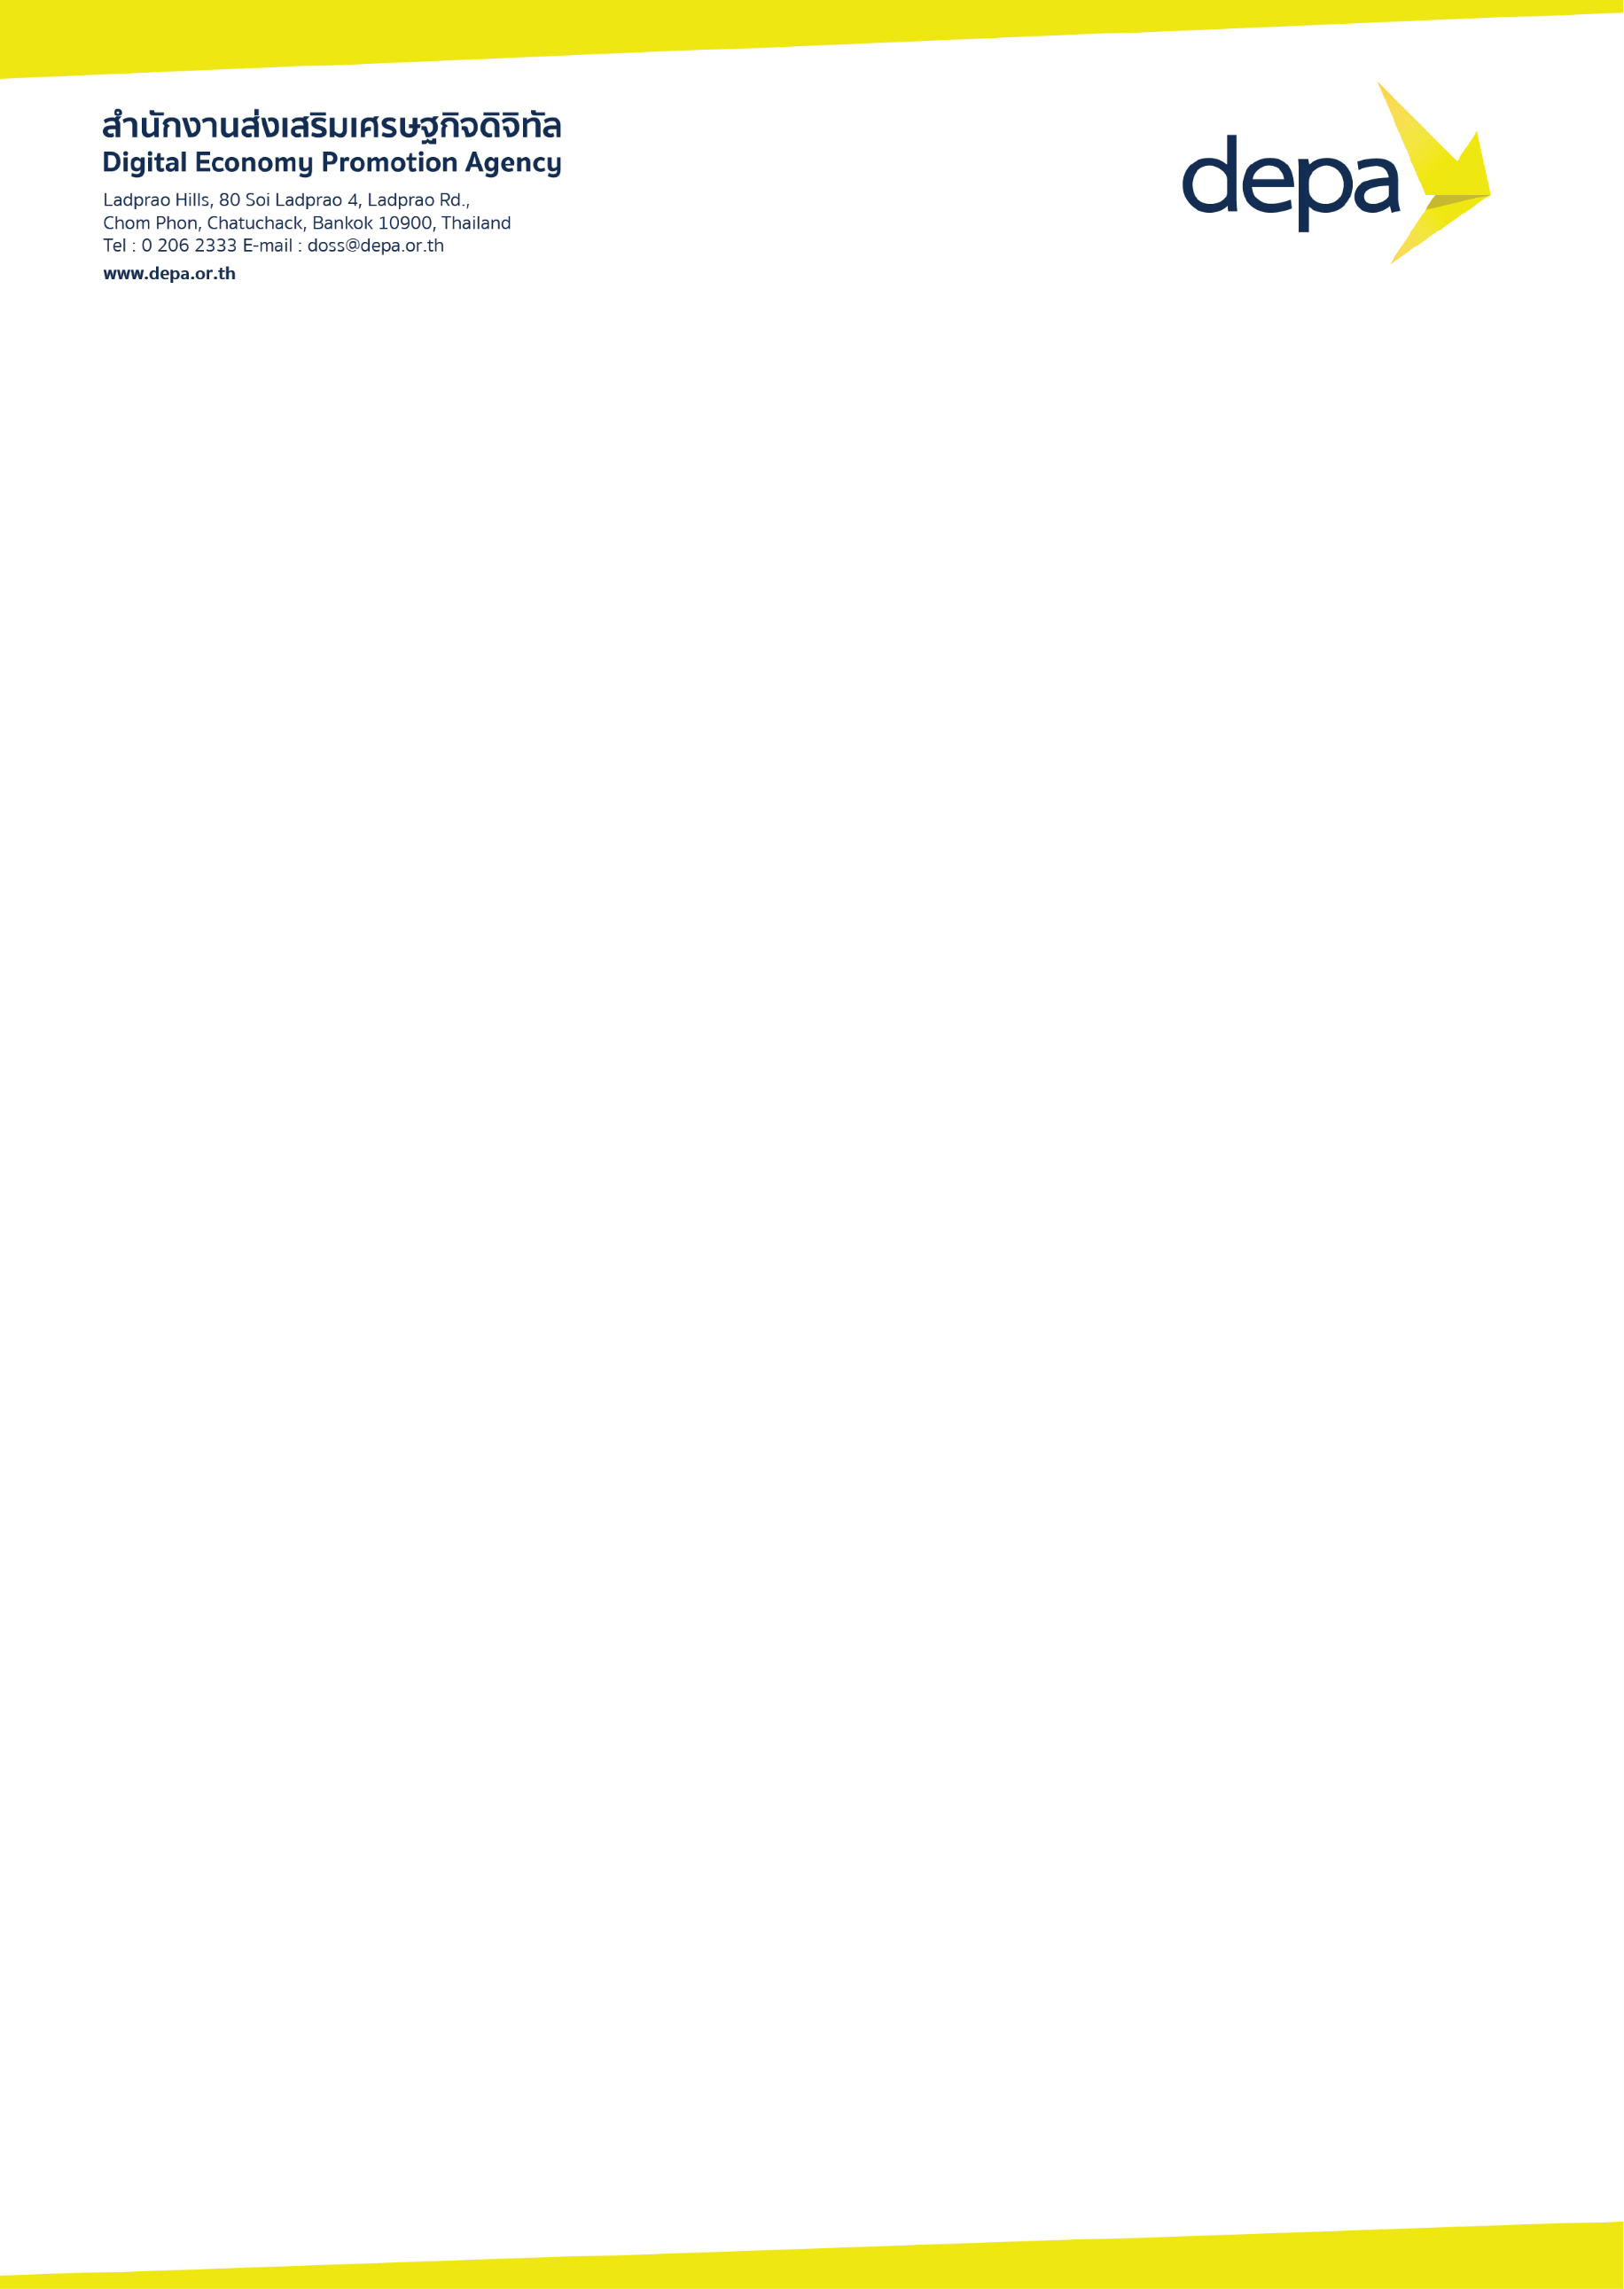 สำนักงานส่งเสริมเศรษฐกิจดิจิทัล
Digital Economy Promotion Agency
Ladprao Hills, 80 Soi Ladprao 4, Ladprao Rd.,
Chom Phon, Chatuchack, Bankok 10900, Thailand
Tel : 0 206 2333 E-mail : doss@depa.or.th
www.depa.or.th
depa